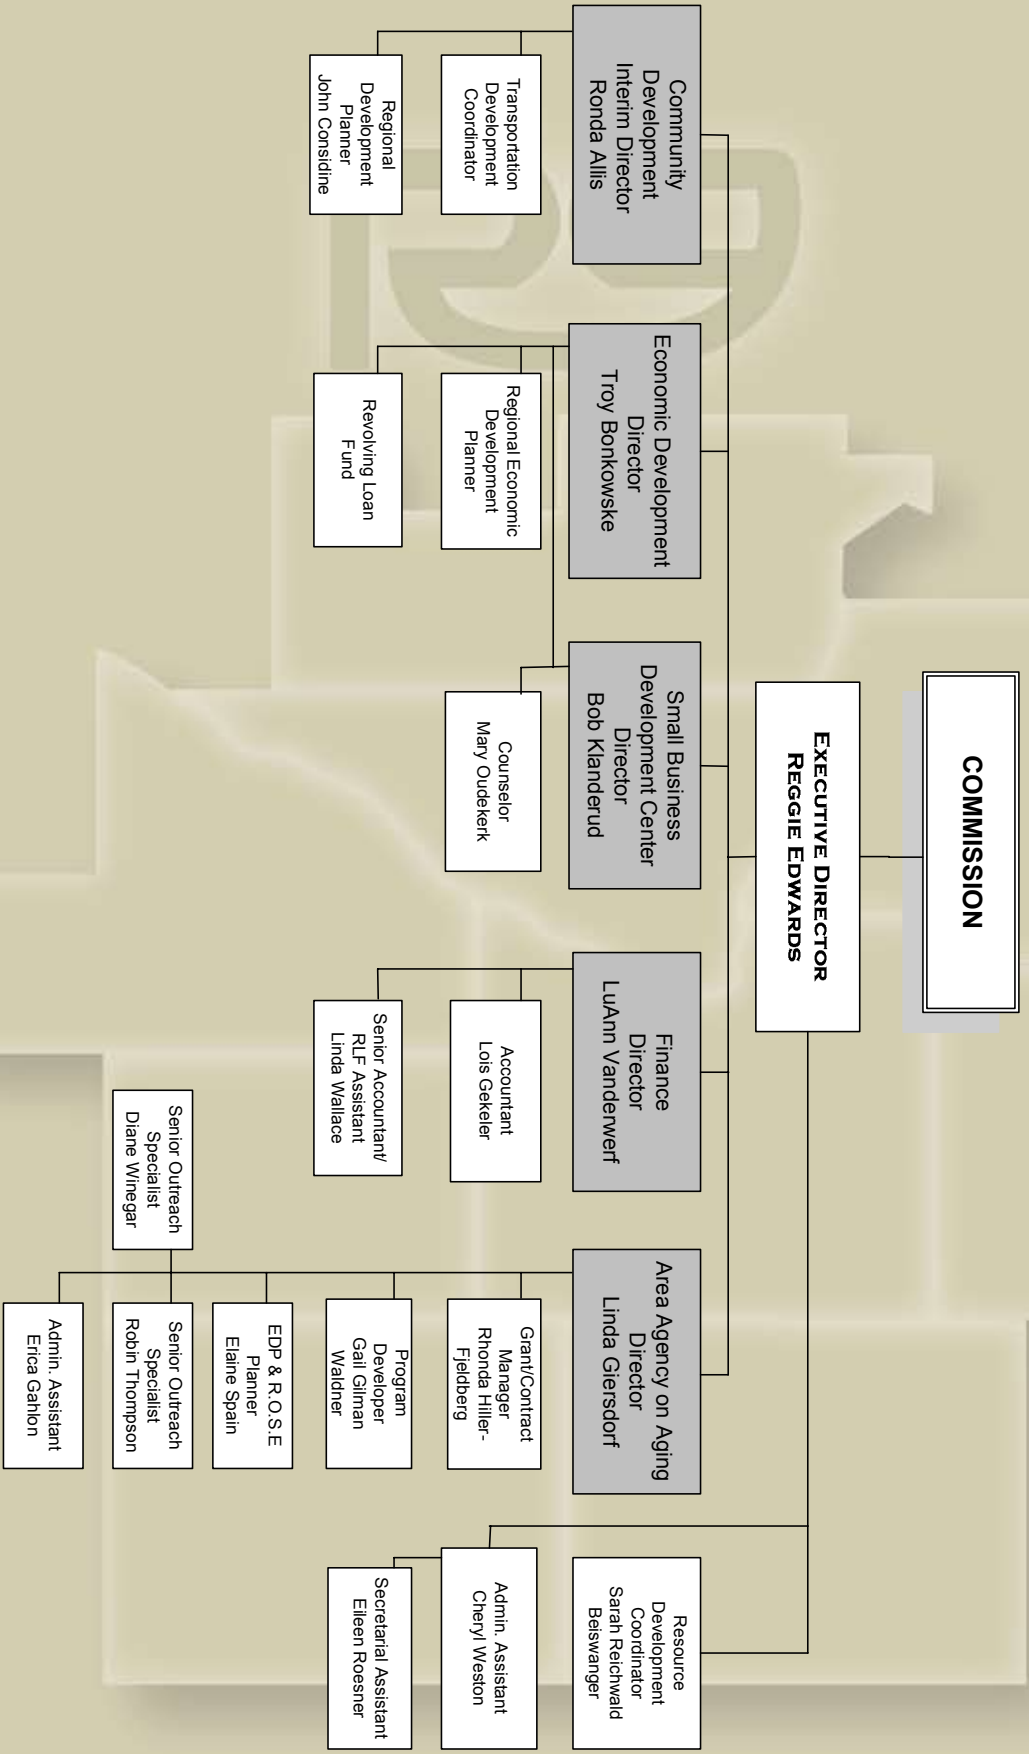 COMMISSION
EXECUTIVE DIRECTOR
REGGIE EDWARDS
Community
Development
Interim Director
Ronda Allis
Transportation
Development
Coordinator
Regional
Development
Planner
John Considine
Economic Development
Director
Troy Bonkowske
Regional Economic
Development
Planner
Revolving Loan
Fund
Small Business
Development Center
Director
Bob Klanderud
Counselor
Mary Oudekerk
Finance
Director
LuAnn Vanderwerf
Accountant
Lois Gekeler
Senior Accountant/
RLF Assistant
Linda Wallace
Area Agency on Aging
Director
Linda Giersdorf
Grant/Contract
Manager
Rhonda Hiller-
Fjeldberg
Program
Developer
Gail Gilman
Waldner
EDP & R.O.S.E
Planner
Elaine Spain
Senior Outreach
Specialist
Diane Winegar
Senior Outreach
Specialist
Robin Thompson
Admin. Assistant
Erica Gahlon
Resource
Development
Coordinator
Sarah Reichwald
Beiswanger
Admin. Assistant
Cheryl Weston
Secretarial Assistant
Eileen Roesner